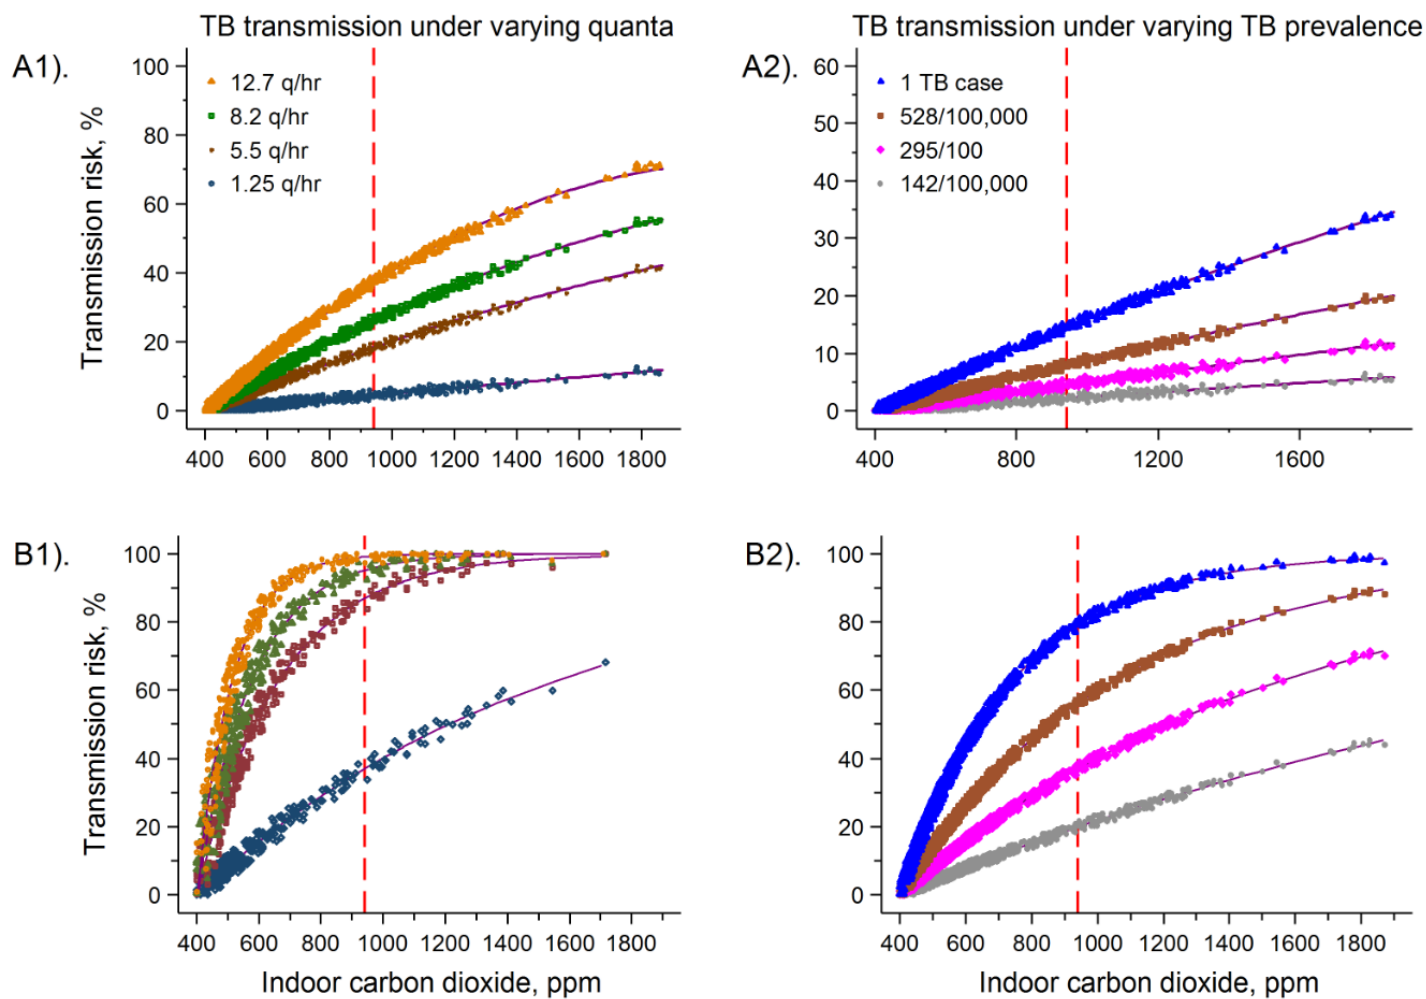 TB transmission under varying quanta
TB transmission under varying TB prevalence
A1).
Transmission risk, %
100
80
60
40
20
0
12.7 q/hr
8.2 q/hr
5.5 q/hr
1.25 q/hr
400 600 800 1000 1200 1400 1600 1800
A2).
60
50
40
30
20
10
0
1 TB case
528/100,000
295/100
142/100,000
400 800 1200 1600
B1).
Transmission risk, %
100
80
60
40
20
0
400 600 800 1000 1200 1400 1600 1800
Indoor carbon dioxide, ppm
B2).
100
80
60
40
20
0
400 600 800 1000 1200 1400 1600 1800
Indoor carbon dioxide, ppm